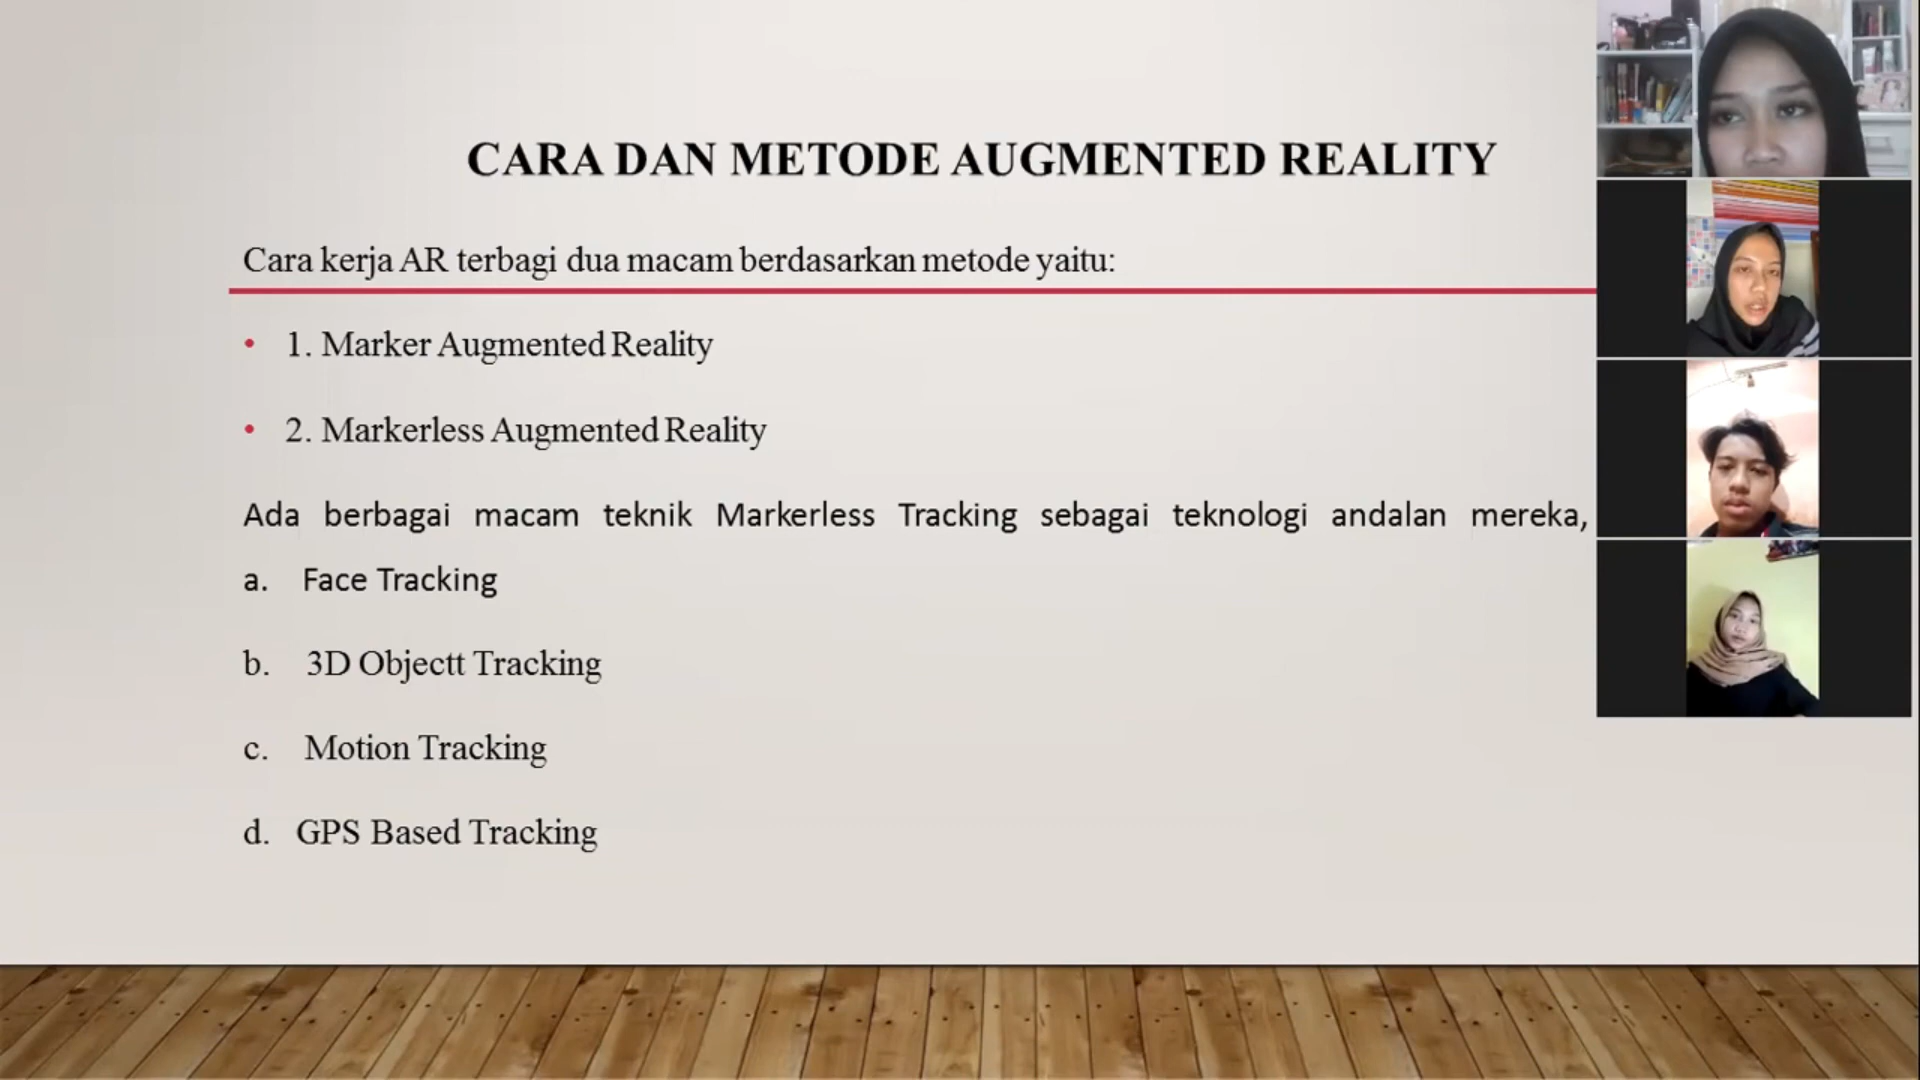 CARA DAN METODE AUGMENTED REALITY
Cara kerja AR terbagi dua macam berdasarkan metode yaitu:
• 1. Marker Augmented Reality
• 2. Markerless Augmented Reality
Ada berbagai macam teknik Markerless Tracking sebagai teknologi andalan mereka,
a. Face Tracking
b. 3D Objectt Tracking
c. Motion Tracking
d. GPS Based Tracking